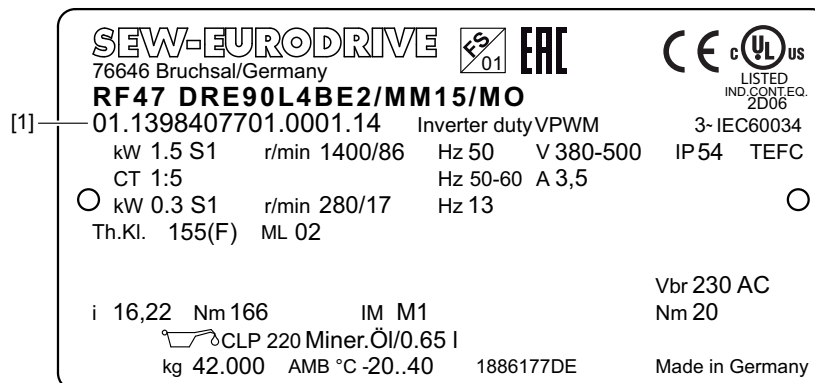 SEW-EURODRIVE FS 01 EAC CE c UL us
76646 Bruchsal/Germany LISTED
IND.CONT.EQ.
2D06
RF47 DRE90L4BE2/MM15/MO
[1] 01.1398407701.0001.14 Inverter duty VPWM 3~IEC60034
kW 1.5 S1 r/min 1400/86 Hz 50 V 380-500 IP 54 TEFC
CT 1:5 Hz 50-60 A 3,5
kW 0.3 S1 r/min 280/17 Hz 13
Th.Kl. 155(F) ML 02
Vbr 230 AC
i 16,22 Nm 166 IM M1 Nm 20
CLP 220 Miner.Öl/0.65 l
kg 42.000 AMB °C -20..40 1886177DE Made in Germany